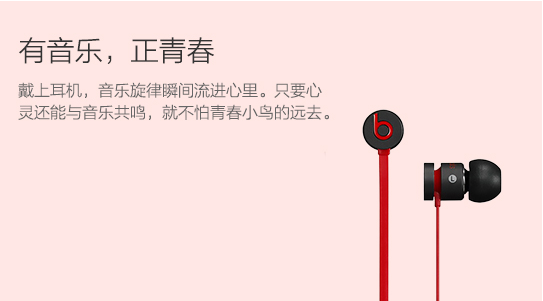 有音乐，正青春
戴上耳机，音乐旋律瞬间流进心里。只要心
灵还能与音乐共鸣，就不怕青春小鸟的远去。
b
L